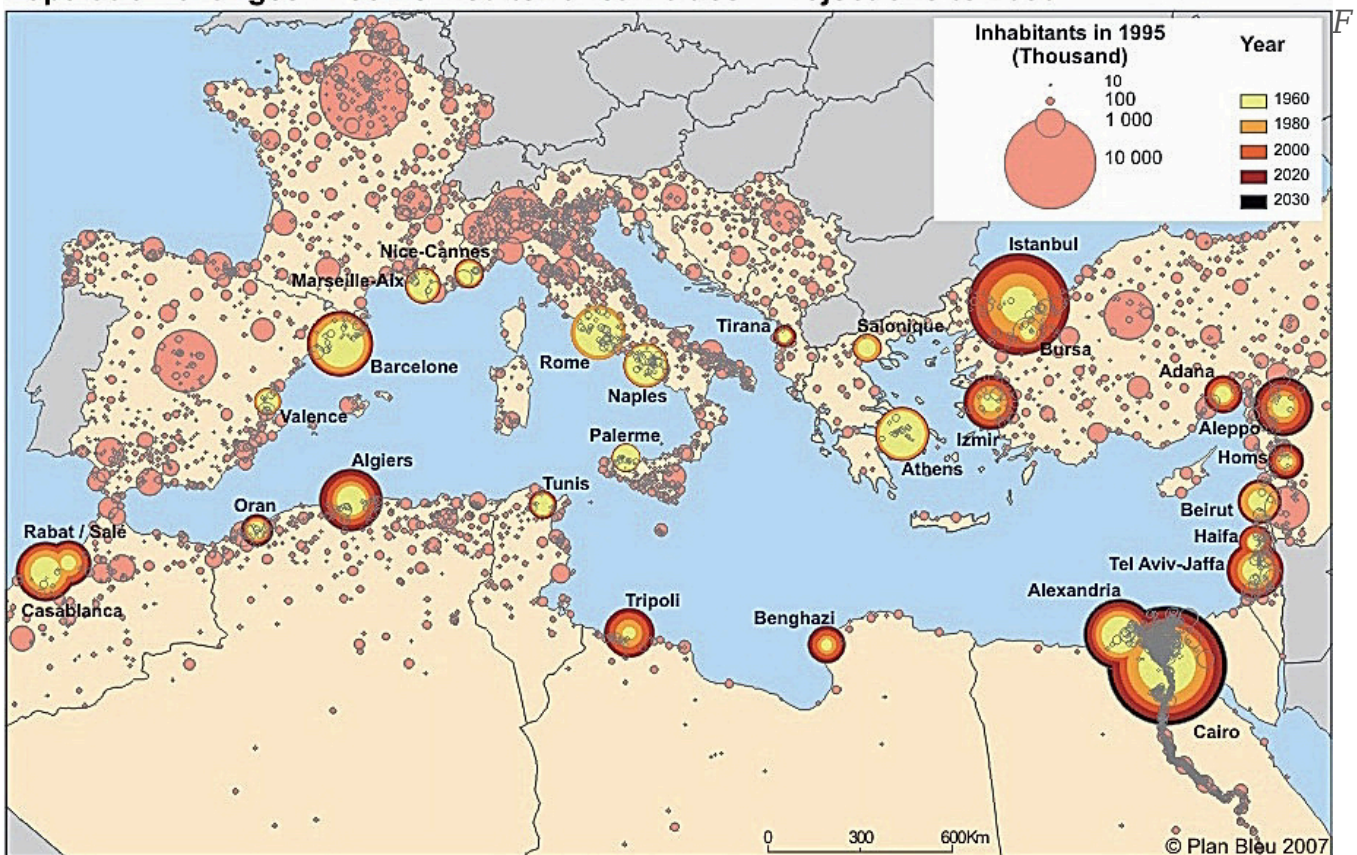 F
Inhabitants in 1995
(Thousand)
10
100
1 000
10 000
Year
1960
1980
2000
2020
2030
Istanbul
Nice-Cannes
Marseille-Aix
Tirana
Salonique
Bursa
Barcelone
Rome
Naples
Adana
Valence
Aleppo
Izmir
Palerme
Athens
Homs
Algiers
Tunis
Oran
Beirut
Rabat / Salé
Haifa
Tel Aviv-Jaffa
Casablanca
Tripoli
Benghazi
Alexandria
Cairo
0 300 600Km
© Plan Bleu 2007